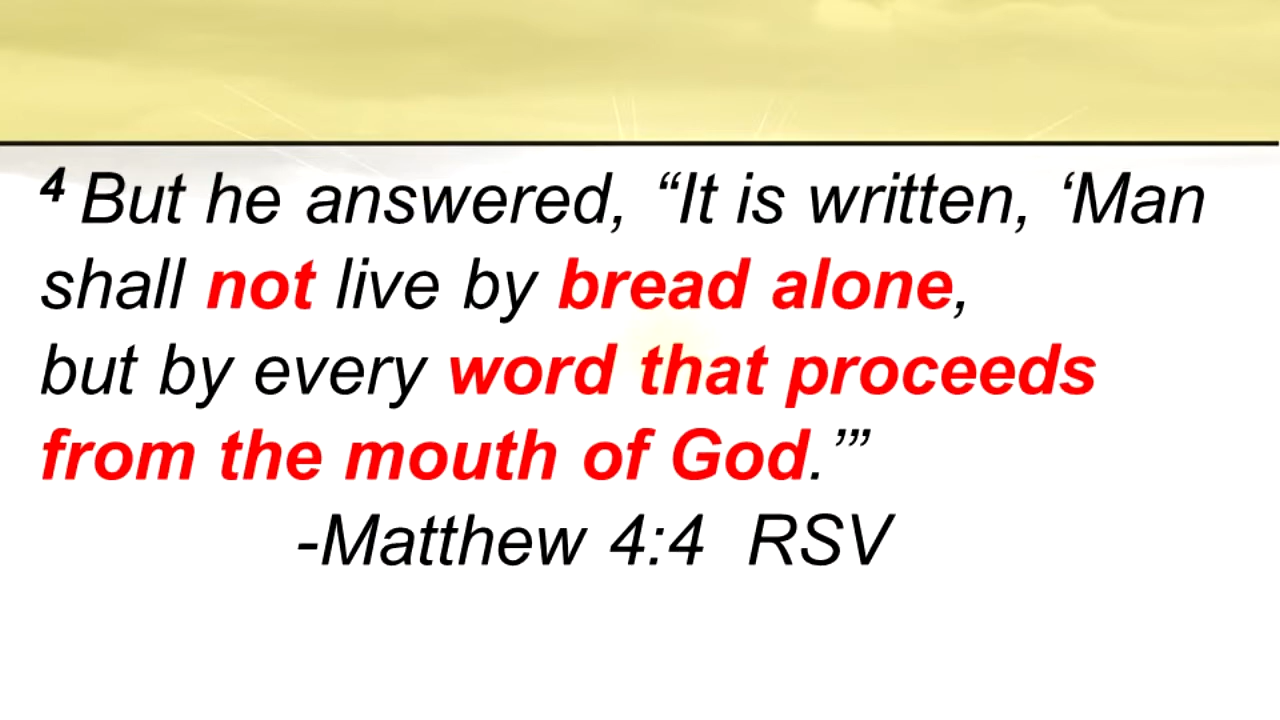 4 But he answered, “It is written, ‘Man
shall not live by bread alone,
but by every word that proceeds
from the mouth of God.’”
-Matthew 4:4 RSV